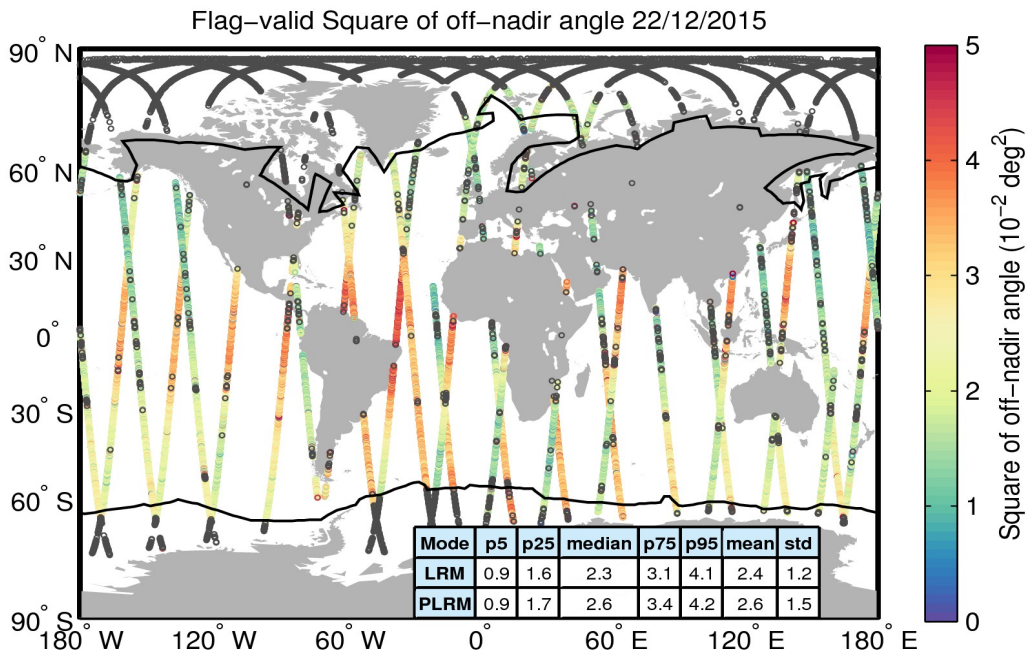 Flag−valid Square of off−nadir angle 22/12/2015
90° N
60° N
30° N
0°
30° S
60° S
90° S
180° W
120° W
60° W
0°
60° E
120° E
180° E
5
4
3
2
1
0
Square of off−nadir angle (10⁻² deg²)
Mode p5 p25 median p75 p95 mean std
LRM 0.9 1.6 2.3 3.1 4.1 2.4 1.2
PLRM 0.9 1.7 2.6 3.4 4.2 2.6 1.5